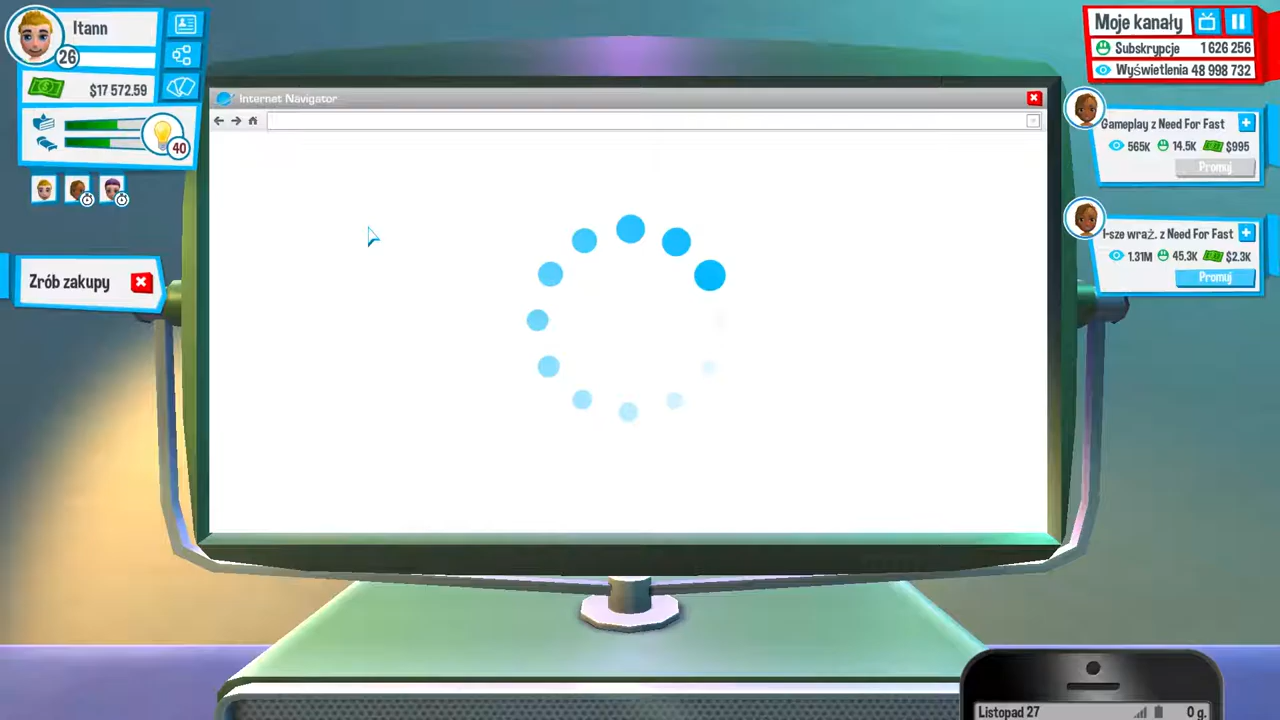 Itann
26
$17 572.59
40
Zrób zakupy
Internet Navigator
Moje kanały
Subskrypcje 1 626 256
Wyświetlenia 48 998 732
Gameplay z Need For Fast
565K 14.5K $995
Promuj
1-sze wraż. z Need For Fast
1.31M 45.3K $2.3K
Promuj
Listopad 27 0 g.